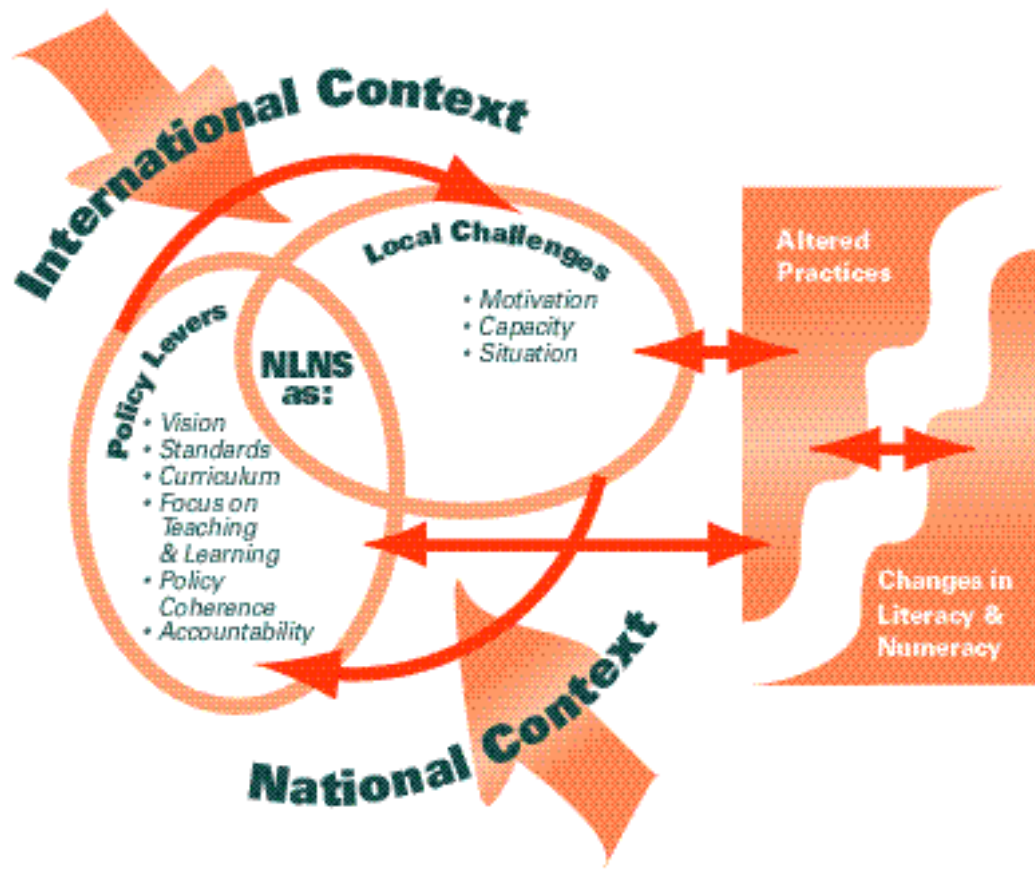 International Context
Local Challenges
• Motivation
• Capacity
• Situation
Policy Levers
NLNS
as:
• Vision
• Standards
• Curriculum
• Focus on
Teaching
& Learning
• Policy
Coherence
• Accountability
Altered
Practices
Changes in
Literacy &
Numeracy
National Context